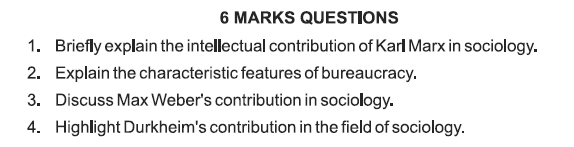 6 MARKS QUESTIONS
1. Briefly explain the intellectual contribution of Karl Marx in sociology.
2. Explain the characteristic features of bureaucracy.
3. Discuss Max Weber's contribution in sociology.
4. Highlight Durkheim's contribution in the field of sociology.